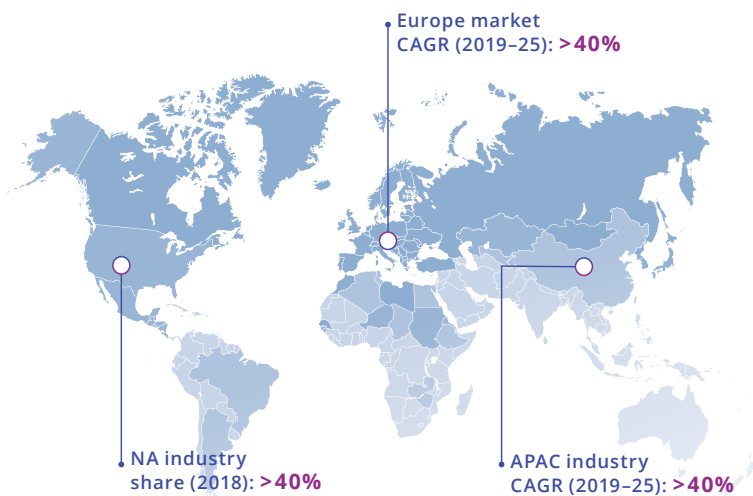 Europe market
CAGR (2019–25): >40%
NA industry
share (2018): >40%
APAC industry
CAGR (2019–25): >40%